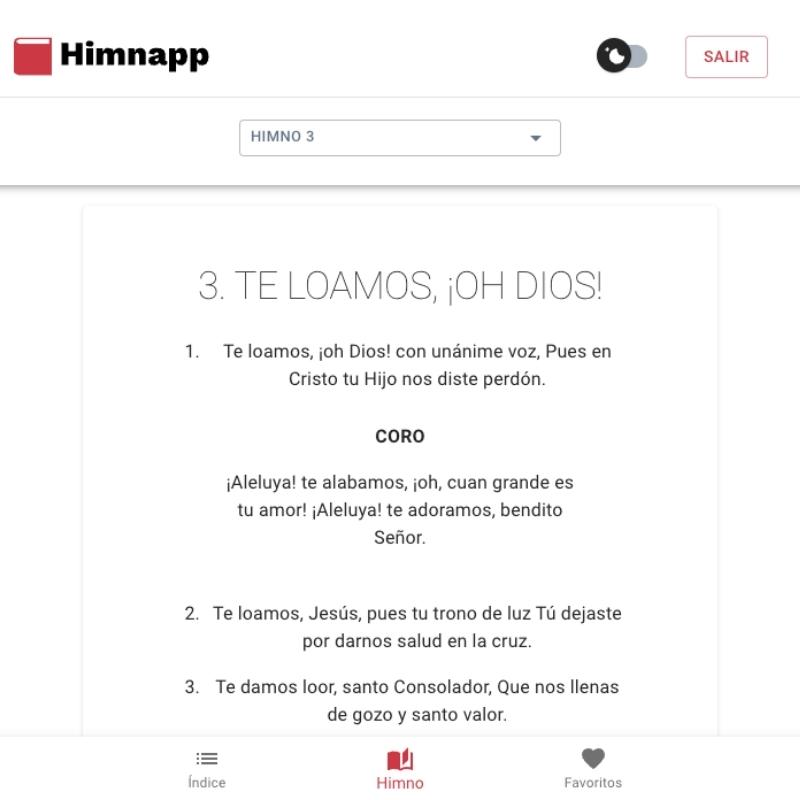 Himnapp
SALIR
HIMNO 3
3. TE LOAMOS, ¡OH DIOS!
1. Te loamos, ¡oh Dios! con unánime voz, Pues en
Cristo tu Hijo nos diste perdón.
CORO
¡Aleluya! te alabamos, ¡oh, cuan grande es
tu amor! ¡Aleluya! te adoramos, bendito
Señor.
2. Te loamos, Jesús, pues tu trono de luz Tú dejaste
por darnos salud en la cruz.
3. Te damos loor, santo Consolador, Que nos llenas
de gozo y santo valor.
Índice
Himno
Favoritos